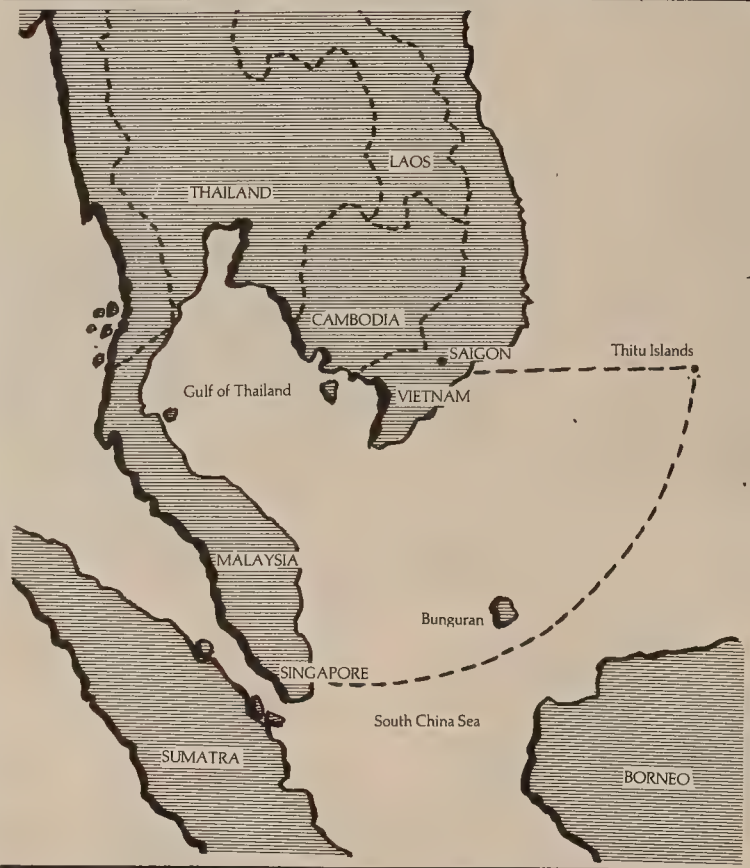 LAOS
THAILAND
CAMBODIA
SAIGON
Thitu Islands
Gulf of Thailand
VIETNAM
MALAYSIA
Bunguran
SINGAPORE
South China Sea
SUMATRA
BORNEO